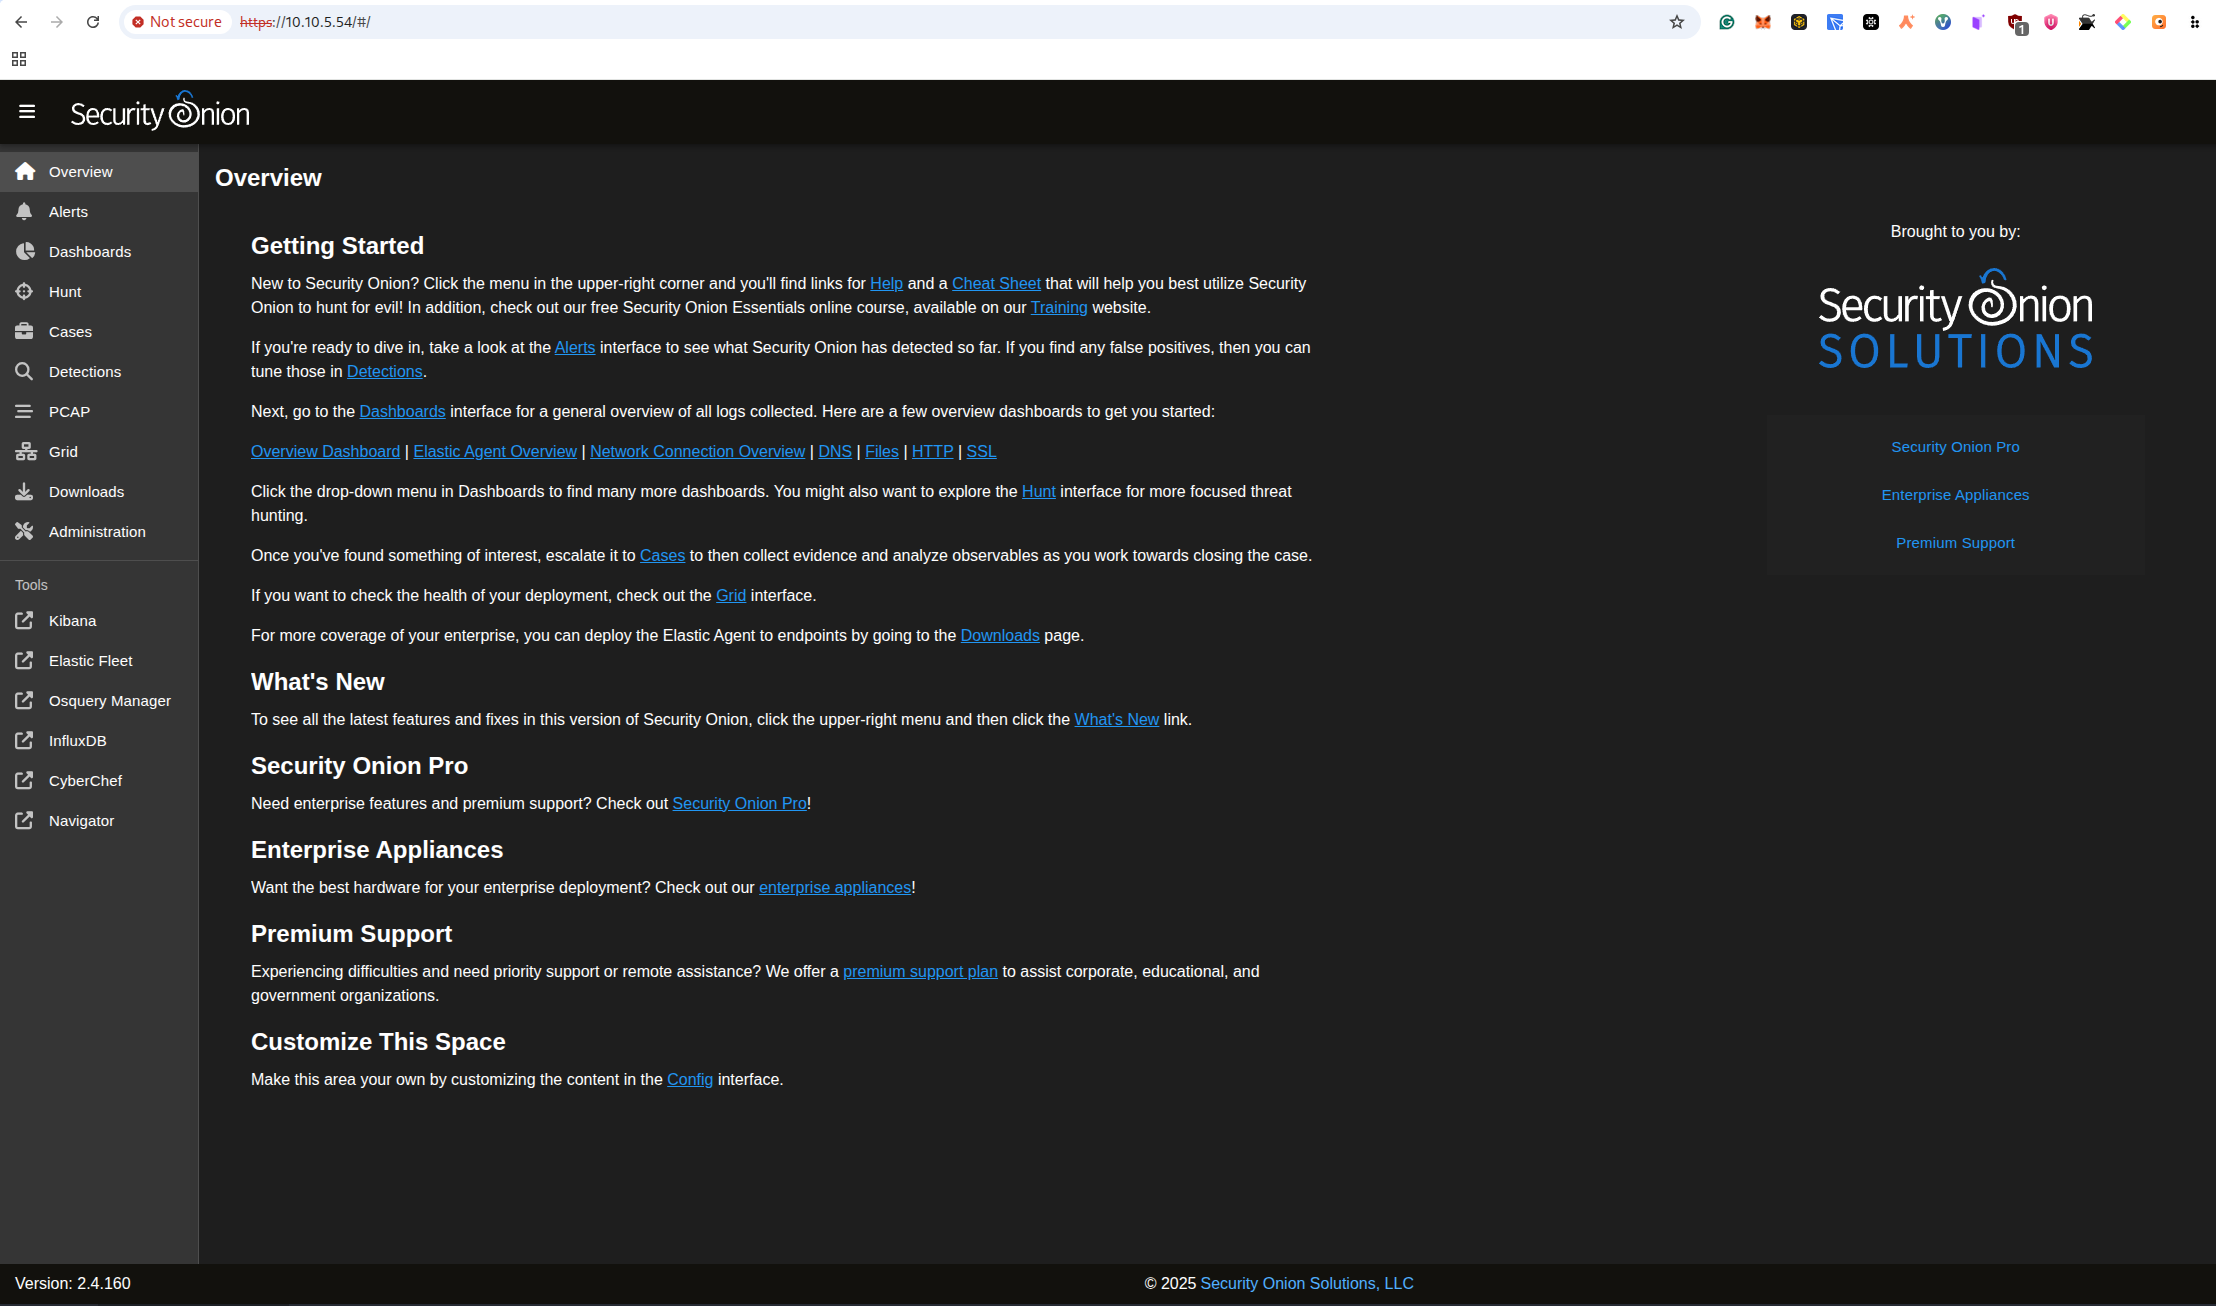 Not secure https://10.10.5.54/#/
1
Security Onion
Overview
Alerts
Dashboards
Hunt
Cases
Detections
PCAP
Grid
Downloads
Administration
Tools
Kibana
Elastic Fleet
Osquery Manager
InfluxDB
CyberChef
Navigator
Overview
Getting Started
New to Security Onion? Click the menu in the upper-right corner and you'll find links for Help and a Cheat Sheet that will help you best utilize Security
Onion to hunt for evil! In addition, check out our free Security Onion Essentials online course, available on our Training website.
If you're ready to dive in, take a look at the Alerts interface to see what Security Onion has detected so far. If you find any false positives, then you can
tune those in Detections.
Next, go to the Dashboards interface for a general overview of all logs collected. Here are a few overview dashboards to get you started:
Overview Dashboard | Elastic Agent Overview | Network Connection Overview | DNS | Files | HTTP | SSL
Click the drop-down menu in Dashboards to find many more dashboards. You might also want to explore the Hunt interface for more focused threat
hunting.
Once you've found something of interest, escalate it to Cases to then collect evidence and analyze observables as you work towards closing the case.
If you want to check the health of your deployment, check out the Grid interface.
For more coverage of your enterprise, you can deploy the Elastic Agent to endpoints by going to the Downloads page.
What's New
To see all the latest features and fixes in this version of Security Onion, click the upper-right menu and then click the What's New link.
Security Onion Pro
Need enterprise features and premium support? Check out Security Onion Pro!
Enterprise Appliances
Want the best hardware for your enterprise deployment? Check out our enterprise appliances!
Premium Support
Experiencing difficulties and need priority support or remote assistance? We offer a premium support plan to assist corporate, educational, and
government organizations.
Customize This Space
Make this area your own by customizing the content in the Config interface.
Brought to you by:
Security Onion
SOLUTIONS
Security Onion Pro
Enterprise Appliances
Premium Support
Version: 2.4.160
© 2025 Security Onion Solutions, LLC